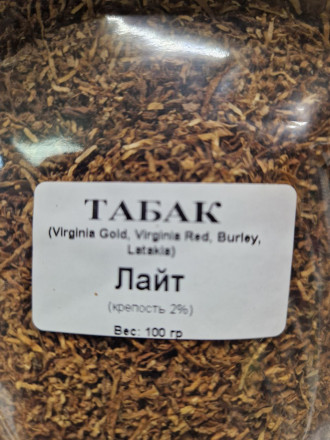 ТАБАК
(Virginia Gold, Virginia Red, Burley,
Latakia)
Лайт
(крепость 2%)
Вес: 100 гр